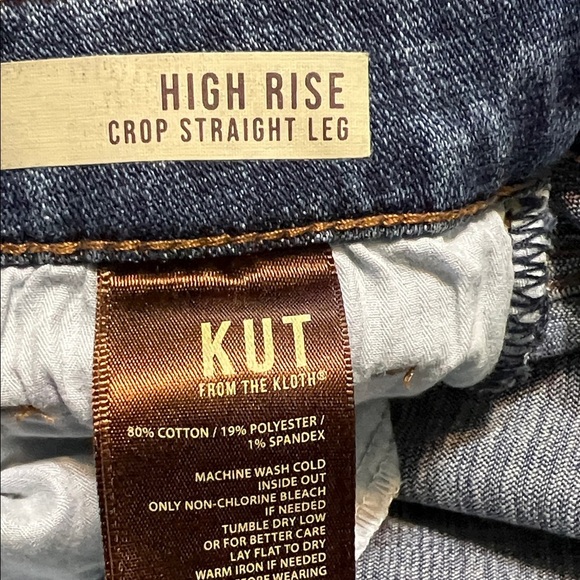 HIGH RISE
CROP STRAIGHT LEG
KUT
FROM THE KLOTH®
80% COTTON / 19% POLYESTER /
1% SPANDEX
MACHINE WASH COLD
INSIDE OUT
ONLY NON-CHLORINE BLEACH
IF NEEDED
TUMBLE DRY LOW
OR FOR BETTER CARE
LAY FLAT TO DRY
WARM IRON IF NEEDED
WEARING